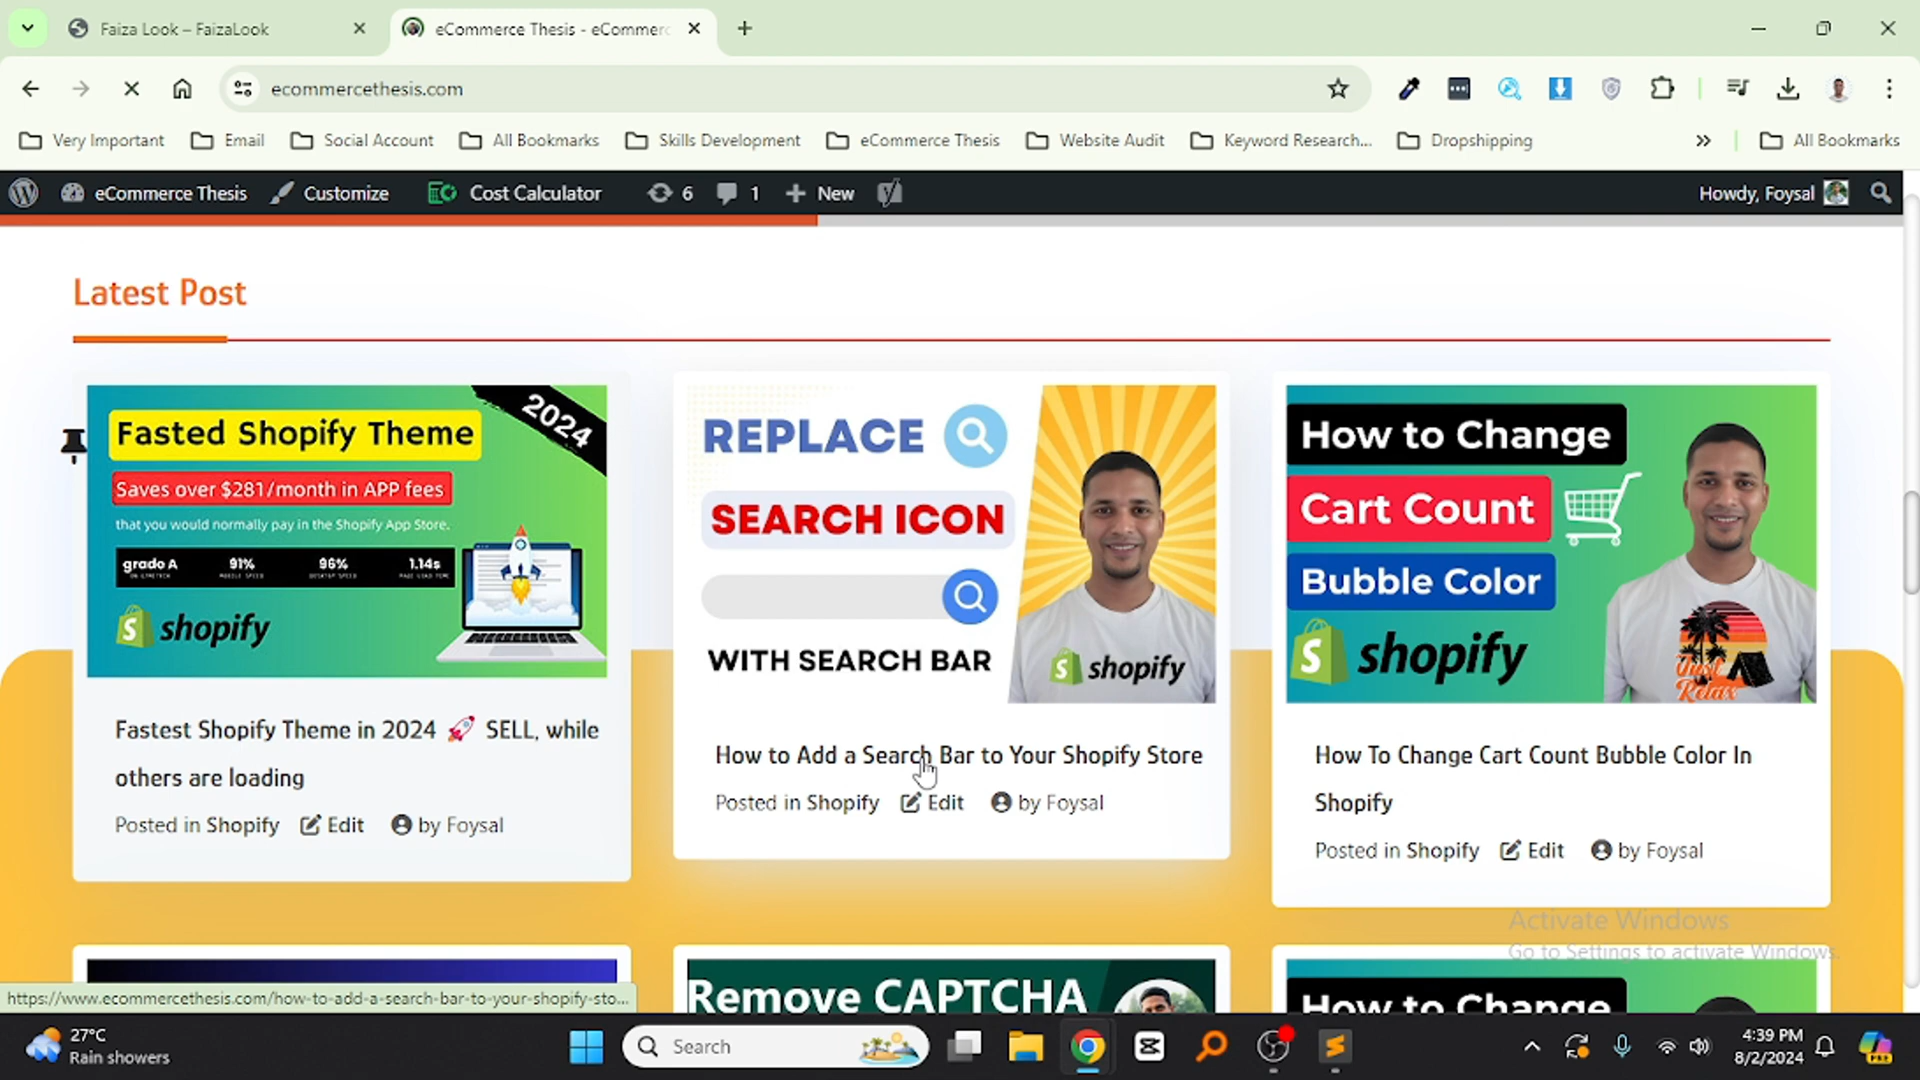 Faiza Look – FaizaLook
eCommerce Thesis - eCommerc
ecommercethesis.com
Very Important
Email
Social Account
All Bookmarks
Skills Development
eCommerce Thesis
Website Audit
Keyword Research...
Dropshipping
»
All Bookmarks
eCommerce Thesis
Customize
Cost Calculator
6
1
New
Howdy, Foysal
Latest Post
Fasted Shopify Theme
2024
Saves over $281/month in APP fees
that you would normally pay in the Shopify App Store.
grade A 91% 96% 1.14s
shopify
Fastest Shopify Theme in 2024 🚀 SELL, while
others are loading
Posted in Shopify Edit by Foysal
REPLACE
SEARCH ICON
WITH SEARCH BAR
shopify
How to Add a Search Bar to Your Shopify Store
Posted in Shopify Edit by Foysal
How to Change
Cart Count
Bubble Color
shopify
Just
Relax
How To Change Cart Count Bubble Color In
Shopify
Posted in Shopify Edit by Foysal
Activate Windows
Go to Settings to activate Windows.
Remove CAPTCHA
How to Change
https://www.ecommercethesis.com/how-to-add-a-search-bar-to-your-shopify-sto...
27°C
Rain showers
Search
4:39 PM
8/2/2024